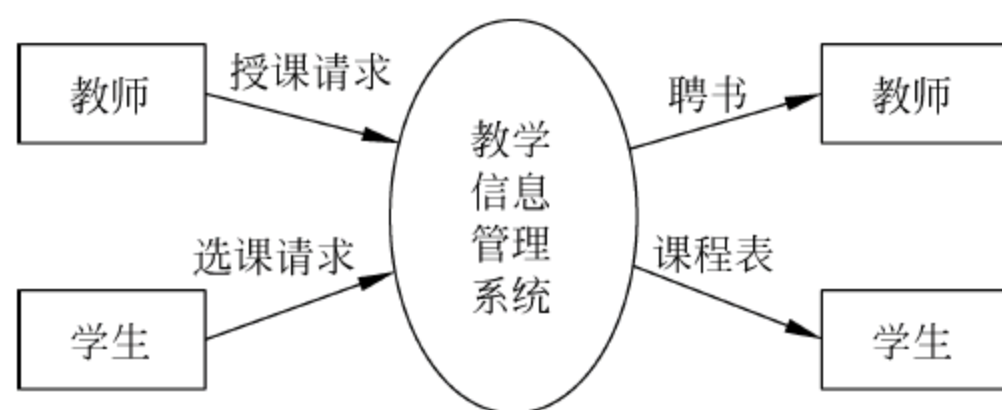 教师
授课请求
聘书
教师
教学
信息
管理
系统
选课请求
课程表
学生
学生